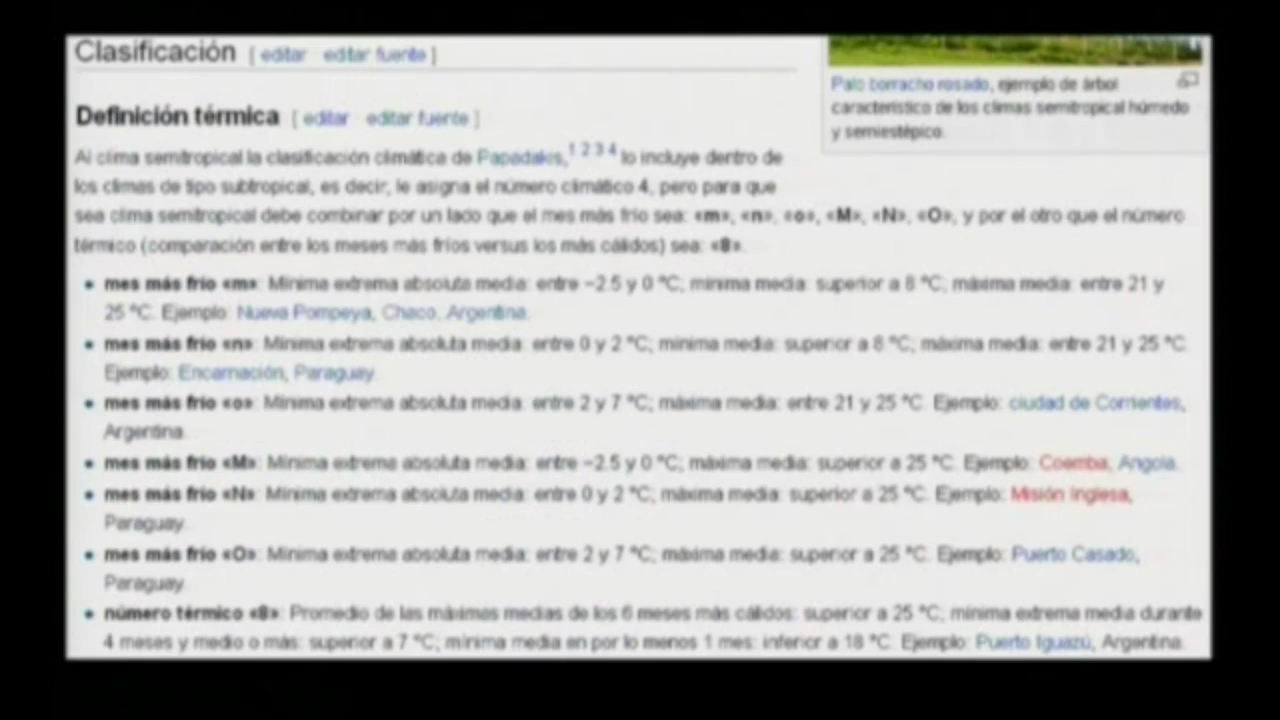 Clasificación [ editar · editar fuente ]
Palo borracho rosado, ejemplo de árbol
característico de los climas semitropical húmedo
y semiestépico.
Definición térmica [ editar · editar fuente ]
Al clima semitropical la clasificación climática de Papadakis,1 2 3 4 lo incluye dentro de
los climas de tipo subtropical, es decir, le asigna el número climático 4, pero para que
sea clima semitropical debe combinar por un lado que el mes más frío sea: «m», «n», «o», «M», «N», «O», y por el otro que el número
térmico (comparación entre los meses más fríos versus los más cálidos) sea: «8».
• mes más frío «m»: Mínima extrema absoluta media: entre −2.5 y 0 °C; mínima media: superior a 8 °C; máxima media: entre 21 y
25 °C. Ejemplo: Nueva Pompeya, Chaco, Argentina.
• mes más frío «n»: Mínima extrema absoluta media: entre 0 y 2 °C; mínima media: superior a 8 °C; máxima media: entre 21 y 25 °C.
Ejemplo: Encarnación, Paraguay.
• mes más frío «o»: Mínima extrema absoluta media: entre 2 y 7 °C; máxima media: entre 21 y 25 °C. Ejemplo: ciudad de Corrientes,
Argentina.
• mes más frío «M»: Mínima extrema absoluta media: entre −2.5 y 0 °C; máxima media: superior a 25 °C. Ejemplo: Coemba, Angola.
• mes más frío «N»: Mínima extrema absoluta media: entre 0 y 2 °C; máxima media: superior a 25 °C. Ejemplo: Misión Inglesa,
Paraguay.
• mes más frío «O»: Mínima extrema absoluta media: entre 2 y 7 °C; máxima media: superior a 25 °C. Ejemplo: Puerto Casado,
Paraguay.
• número térmico «8»: Promedio de las máximas medias de los 6 meses más cálidos: superior a 25 °C; mínima extrema media durante
4 meses y medio o más: superior a 7 °C; mínima media en por lo menos 1 mes: inferior a 18 °C. Ejemplo: Puerto Iguazú, Argentina.